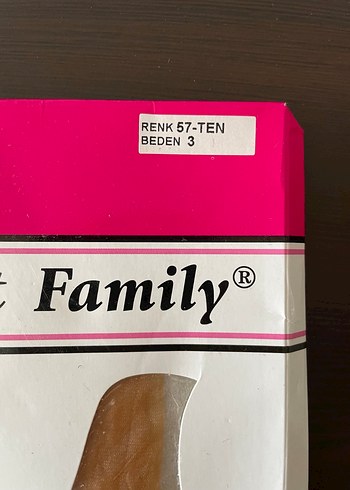 RENK 57-TEN
BEDEN 3
Family®